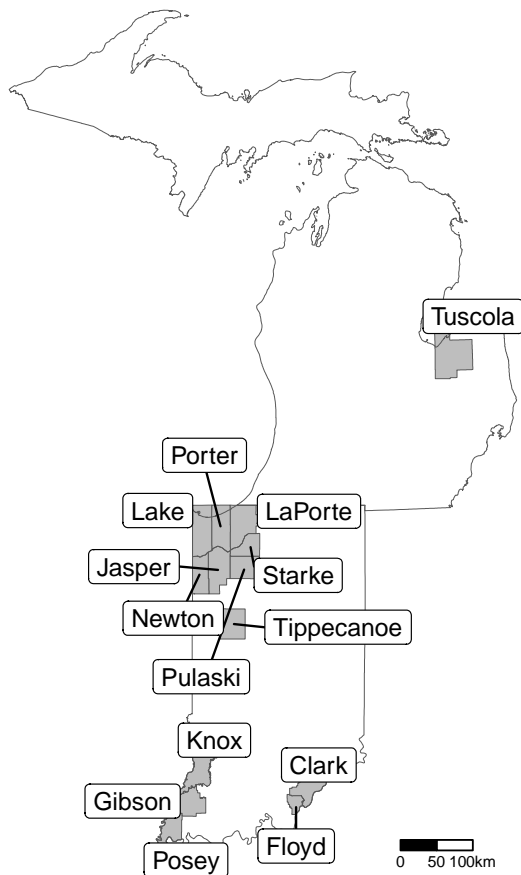 Tuscola
Porter
Lake
LaPorte
Jasper
Starke
Newton
Tippecanoe
Pulaski
Knox
Clark
Gibson
Posey
Floyd
0 50 100km